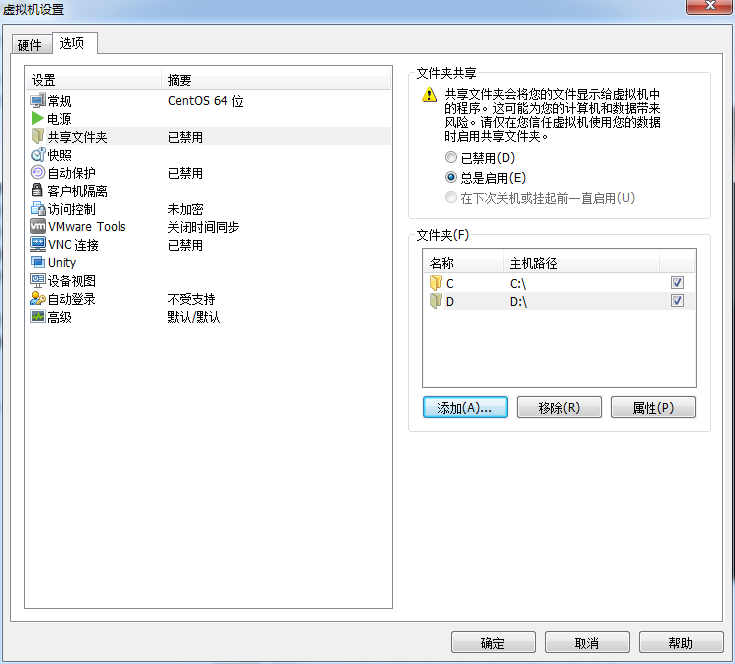 虚拟机设置
硬件 选项
设置 摘要
常规 CentOS 64 位
电源
共享文件夹 已禁用
快照
自动保护 已禁用
客户机隔离
访问控制 未加密
VMware Tools 关闭时间同步
VNC 连接 已禁用
Unity
设备视图
自动登录 不受支持
高级 默认/默认
文件夹共享
共享文件夹会将您的文件显示给虚拟机中
的程序。这可能为您的计算机和数据带来
风险。请仅在您信任虚拟机使用您的数据
时启用共享文件夹。
已禁用(D)
总是启用(E)
在下次关机或挂起前一直启用(U)
文件夹(F)
名称 主机路径
C C:\
D D:\
添加(A)... 移除(R) 属性(P)
确定 取消 帮助